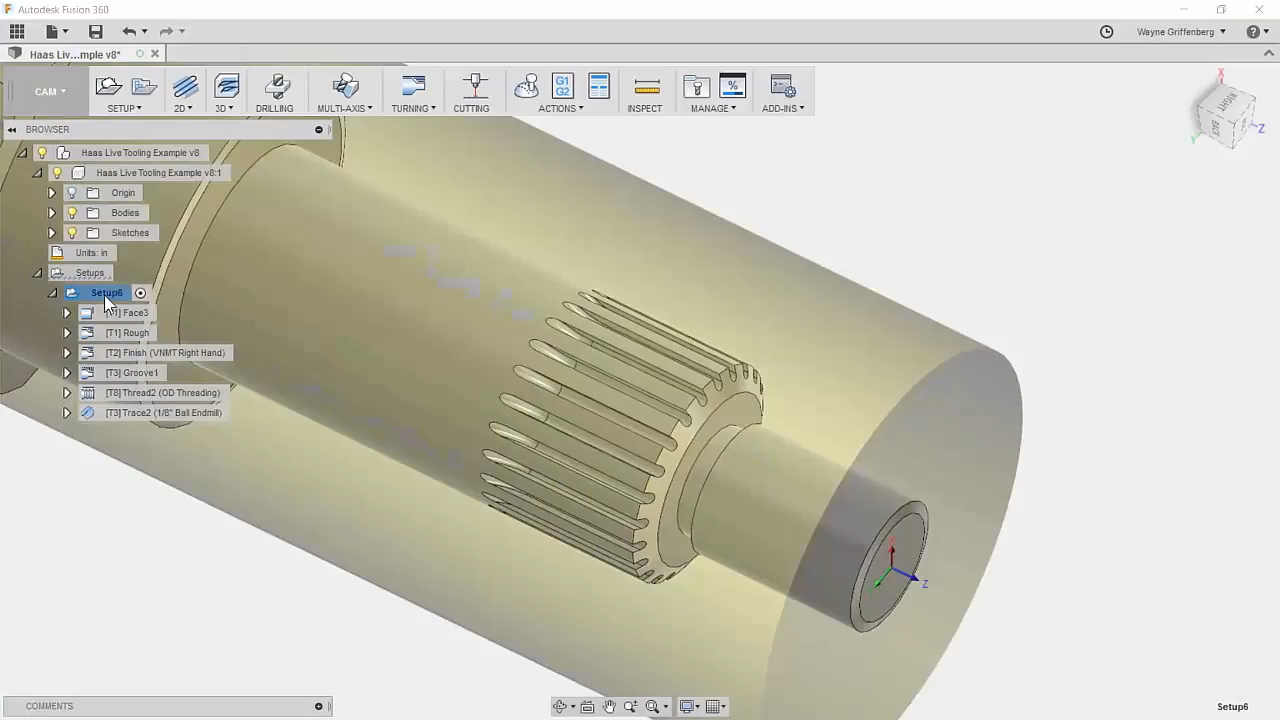 Autodesk Fusion 360
Wayne Griffenberg
Haas Liv...mple v8*
CAM
SETUP
2D
3D
DRILLING
MULTI-AXIS
TURNING
CUTTING
G1
G2
ACTIONS
INSPECT
%
MANAGE
ADD-INS
BROWSER
Haas Live Tooling Example v8
Haas Live Tooling Example v8:1
Origin
Bodies
Sketches
Units: in
Setups
Setup6
[T1] Face3
[T1] Rough
[T2] Finish (VNMT Right Hand)
[T3] Groove1
[T8] Thread2 (OD Threading)
[T3] Trace2 (1/8" Ball Endmill)
X
RIGHT
Z
Y
Z
COMMENTS
Setup6